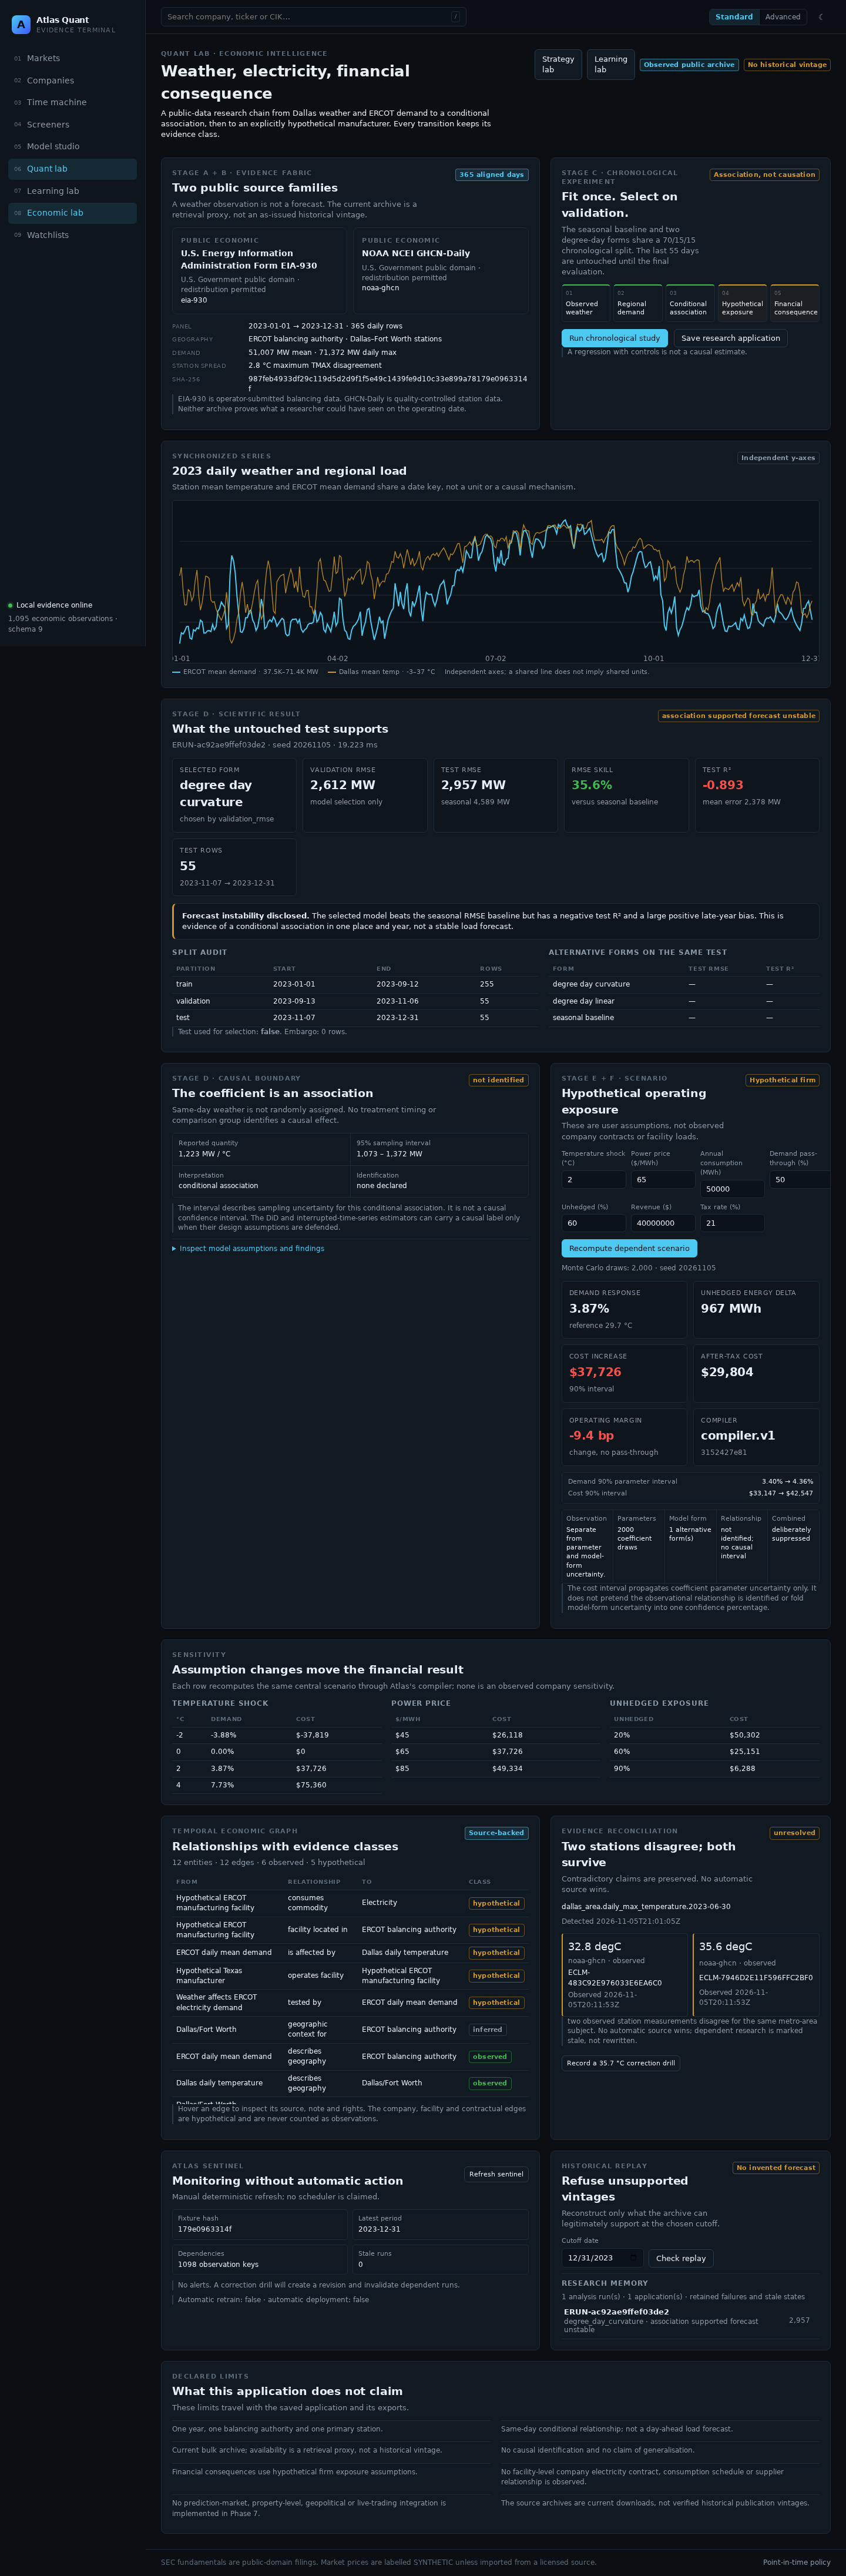 A
Atlas Quant
EVIDENCE TERMINAL
01 Markets
02 Companies
03 Time machine
04 Screeners
05 Model studio
06 Quant lab
07 Learning lab
08 Economic lab
09 Watchlists
Local evidence online
1,095 economic observations ·
schema 9
Search company, ticker or CIK...
/
Standard
Advanced
QUANT LAB · ECONOMIC INTELLIGENCE
Weather, electricity, financial
consequence
A public-data research chain from Dallas weather and ERCOT demand to a conditional
association, then to an explicitly hypothetical manufacturer. Every transition keeps its
evidence class.
Strategy
lab
Learning
lab
Observed public archive
No historical vintage
STAGE A + B · EVIDENCE FABRIC
Two public source families
365 aligned days
A weather observation is not a forecast. The current archive is a
retrieval proxy, not an as-issued historical vintage.
PUBLIC ECONOMIC
U.S. Energy Information
Administration Form EIA-930
U.S. Government public domain ·
redistribution permitted
eia-930
PUBLIC ECONOMIC
NOAA NCEI GHCN-Daily
U.S. Government public domain ·
redistribution permitted
noaa-ghcn
PANEL 2023-01-01 → 2023-12-31 · 365 daily rows
GEOGRAPHY ERCOT balancing authority · Dallas–Fort Worth stations
DEMAND 51,007 MW mean · 71,372 MW daily max
STATION SPREAD 2.8 °C maximum TMAX disagreement
SHA-256 987feb4933df29c119d5d2d9f1f5e49c1439fe9d10c33e899a78179e0963314
f
EIA-930 is operator-submitted balancing data. GHCN-Daily is quality-controlled station data.
Neither archive proves what a researcher could have seen on the operating date.
STAGE C · CHRONOLOGICAL
EXPERIMENT
Association, not causation
Fit once. Select on
validation.
The seasonal baseline and two
degree-day forms share a 70/15/15
chronological split. The last 55 days
are untouched until the final
evaluation.
01
Observed
weather
02
Regional
demand
03
Conditional
association
04
Hypothetical
exposure
05
Financial
consequence
Run chronological study
Save research application
A regression with controls is not a causal estimate.
SYNCHRONIZED SERIES
2023 daily weather and regional load
Independent y-axes
Station mean temperature and ERCOT mean demand share a date key, not a unit or a causal mechanism.
04-02
07-02
10-01
ERCOT mean demand · 37.5K–71.4K MW
Dallas mean temp · -3–37 °C
Independent axes; a shared line does not imply shared units.
STAGE D · SCIENTIFIC RESULT
What the untouched test supports
association supported forecast unstable
ERUN-ac92ae9ffef03de2 · seed 20261105 · 19.223 ms
SELECTED FORM
degree day
curvature
chosen by validation_rmse
VALIDATION RMSE
2,612 MW
model selection only
TEST RMSE
2,957 MW
seasonal 4,589 MW
RMSE SKILL
35.6%
versus seasonal baseline
TEST R²
-0.893
mean error 2,378 MW
TEST ROWS
55
2023-11-07 → 2023-12-31
Forecast instability disclosed. The selected model beats the seasonal RMSE baseline but has a negative test R² and a large positive late-year bias. This is
evidence of a conditional association in one place and year, not a stable load forecast.
SPLIT AUDIT
PARTITION START END ROWS
train 2023-01-01 2023-09-12 255
validation 2023-09-13 2023-11-06 55
test 2023-11-07 2023-12-31 55
Test used for selection: false. Embargo: 0 rows.
ALTERNATIVE FORMS ON THE SAME TEST
FORM TEST RMSE TEST R²
degree day curvature — —
degree day linear — —
seasonal baseline — —
STAGE D · CAUSAL BOUNDARY
The coefficient is an association
not identified
Same-day weather is not randomly assigned. No treatment timing or
comparison group identifies a causal effect.
Reported quantity
1,223 MW / °C
95% sampling interval
1,073 – 1,372 MW
Interpretation
conditional association
Identification
none declared
The interval describes sampling uncertainty for this conditional association. It is not a causal
confidence interval. The DiD and interrupted-time-series estimators can carry a causal label only
when their design assumptions are defended.
▶ Inspect model assumptions and findings
STAGE E + F · SCENARIO
Hypothetical operating
exposure
Hypothetical firm
These are user assumptions, not observed
company contracts or facility loads.
Temperature shock
(°C)
2
Power price
($/MWh)
65
Annual
consumption
(MWh)
50000
Demand pass-
through (%)
50
Unhedged (%)
60
Revenue ($)
40000000
Tax rate (%)
21
Recompute dependent scenario
Monte Carlo draws: 2,000 · seed 20261105
DEMAND RESPONSE
3.87%
reference 29.7 °C
UNHEDGED ENERGY DELTA
967 MWh
COST INCREASE
$37,726
90% interval
AFTER-TAX COST
$29,804
OPERATING MARGIN
-9.4 bp
change, no pass-through
COMPILER
compiler.v1
3152427e81
Demand 90% parameter interval 3.40% → 4.36%
Cost 90% interval $33,147 → $42,547
Observation
Separate
from
parameter
and model-
form
uncertainty.
Parameters
2000
coefficient
draws
Model form
1 alternative
form(s)
Relationship
not
identified;
no causal
interval
Combined
deliberately
suppressed
The cost interval propagates coefficient parameter uncertainty only. It
does not pretend the observational relationship is identified or fold
model-form uncertainty into one confidence percentage.
SENSITIVITY
Assumption changes move the financial result
Each row recomputes the same central scenario through Atlas's compiler; none is an observed company sensitivity.
TEMPERATURE SHOCK
°C DEMAND COST
-2 -3.88% $-37,819
0 0.00% $0
2 3.87% $37,726
4 7.73% $75,360
POWER PRICE
$/MWH COST
$45 $26,118
$65 $37,726
$85 $49,334
UNHEDGED EXPOSURE
UNHEDGED COST
20% $50,302
60% $25,151
90% $6,288
TEMPORAL ECONOMIC GRAPH
Relationships with evidence classes
Source-backed
12 entities · 12 edges · 6 observed · 5 hypothetical
FROM RELATIONSHIP TO CLASS
Hypothetical ERCOT
manufacturing facility
consumes
commodity
Electricity
hypothetical
Hypothetical ERCOT
manufacturing facility
facility located in
ERCOT balancing authority
hypothetical
ERCOT daily mean demand
is affected by
Dallas daily temperature
hypothetical
Hypothetical Texas
manufacturer
operates facility
Hypothetical ERCOT
manufacturing facility
hypothetical
Weather affects ERCOT
electricity demand
tested by
ERCOT daily mean demand
hypothetical
Dallas/Fort Worth
geographic
context for
ERCOT balancing authority
inferred
ERCOT daily mean demand
describes
geography
ERCOT balancing authority
observed
Dallas daily temperature
describes
geography
Dallas/Fort Worth
observed
Hover an edge to inspect its source, note and rights. The company, facility and contractual edges
are hypothetical and are never counted as observations.
EVIDENCE RECONCILIATION
Two stations disagree; both
survive
unresolved
Contradictory claims are preserved. No automatic
source wins.
dallas_area.daily_max_temperature.2023-06-30
Detected 2026-11-05T21:01:05Z
32.8 degC
noaa-ghcn · observed
ECLM-
483C92E976033E6EA6C0
Observed 2026-11-
05T20:11:53Z
35.6 degC
noaa-ghcn · observed
ECLM-7946D2E11F596FFC2BF0
Observed 2026-11-
05T20:11:53Z
two observed station measurements disagree for the same metro-area
subject. No automatic source wins; dependent research is marked
stale, not rewritten.
Record a 35.7 °C correction drill
ATLAS SENTINEL
Monitoring without automatic action
Refresh sentinel
Manual deterministic refresh; no scheduler is claimed.
Fixture hash
179e0963314f
Latest period
2023-12-31
Dependencies
1098 observation keys
Stale runs
0
No alerts. A correction drill will create a revision and invalidate dependent runs.
Automatic retrain: false · automatic deployment: false
HISTORICAL REPLAY
Refuse unsupported
vintages
No invented forecast
Reconstruct only what the archive can
legitimately support at the chosen cutoff.
Cutoff date
12/31/2023
Check replay
RESEARCH MEMORY
1 analysis run(s) · 1 application(s) · retained failures and stale states
ERUN-ac92ae9ffef03de2
degree_day_curvature · association supported forecast
unstable
2,957
DECLARED LIMITS
What this application does not claim
These limits travel with the saved application and its exports.
One year, one balancing authority and one primary station.
Same-day conditional relationship; not a day-ahead load forecast.
Current bulk archive; availability is a retrieval proxy, not a historical vintage.
No causal identification and no claim of generalisation.
Financial consequences use hypothetical firm exposure assumptions.
No facility-level company electricity contract, consumption schedule or supplier
relationship is observed.
No prediction-market, property-level, geopolitical or live-trading integration is
implemented in Phase 7.
The source archives are current downloads, not verified historical publication vintages.
SEC fundamentals are public-domain filings. Market prices are labelled SYNTHETIC unless imported from a licensed source.
Point-in-time policy